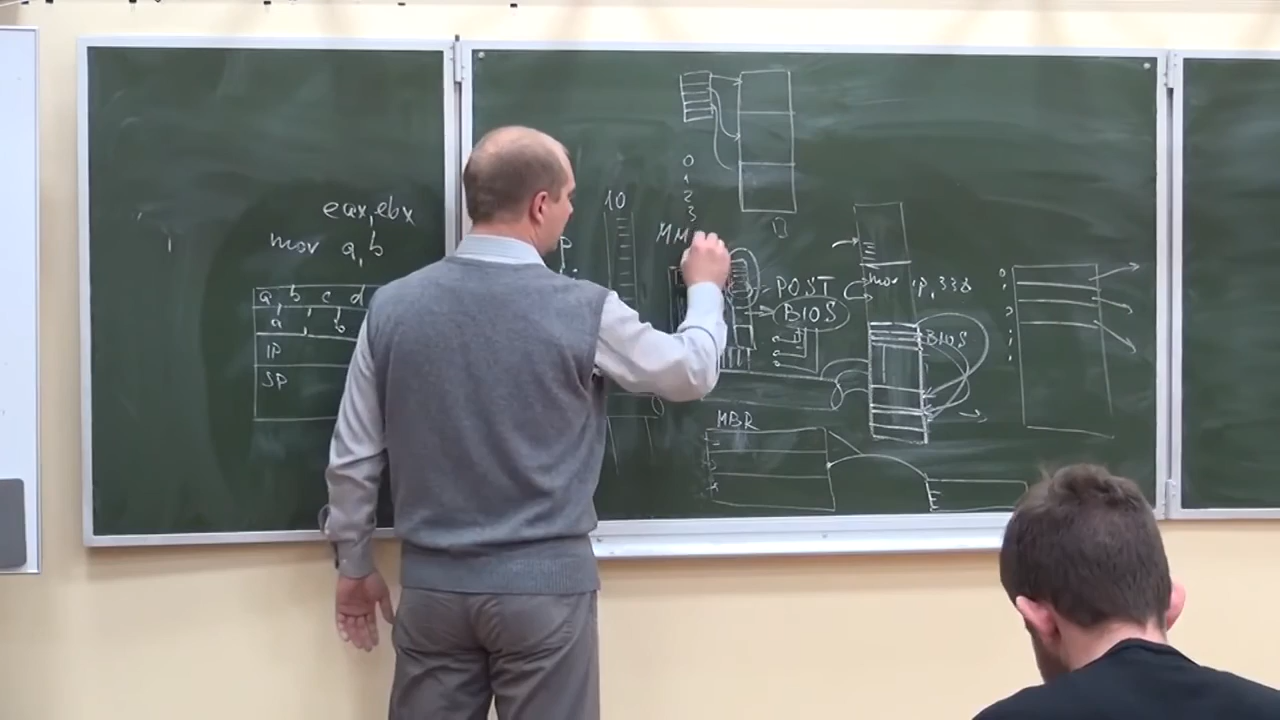 eax,ebx
mov a,b
a, b, c, d
a, b
IP
SP
10
P
0
1
2
3
MM
POST
BIOS
mov ip, 338
BIOS
MBR